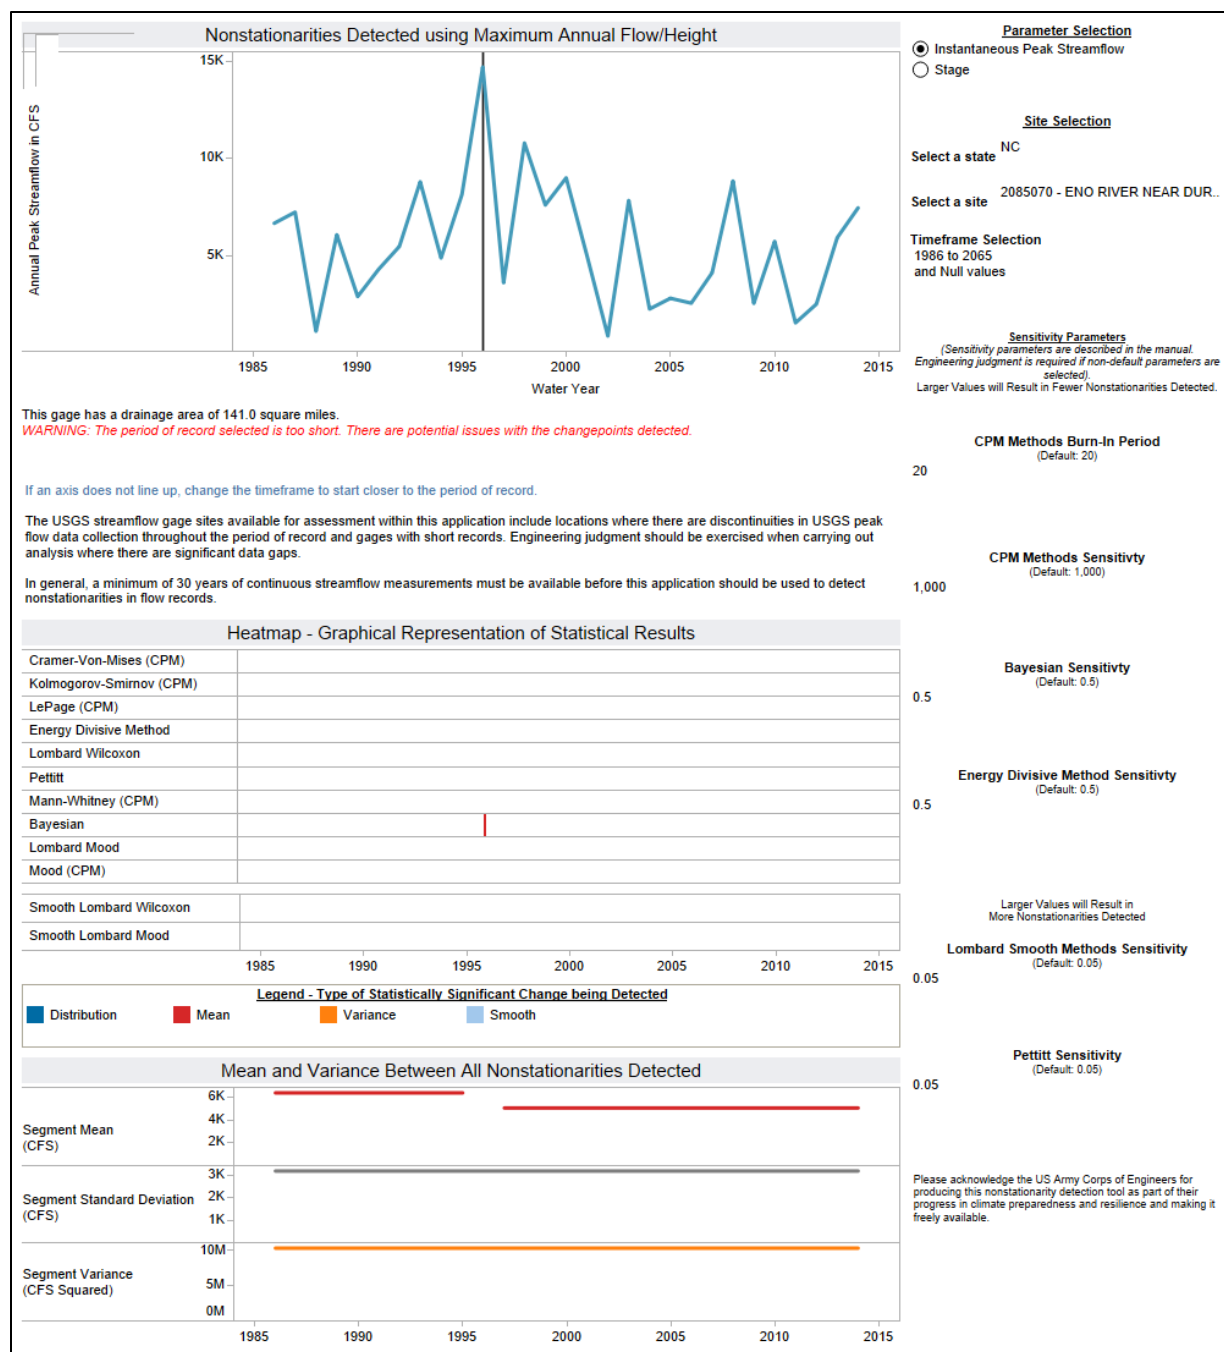 Nonstationarities Detected using Maximum Annual Flow/Height
Annual Peak Streamflow in CFS
15K
10K
5K
1985 1990 1995 2000 2005 2010 2015
Water Year
This gage has a drainage area of 141.0 square miles.
WARNING: The period of record selected is too short. There are potential issues with the changepoints detected.
If an axis does not line up, change the timeframe to start closer to the period of record.
The USGS streamflow gage sites available for assessment within this application include locations where there are discontinuities in USGS peak
flow data collection throughout the period of record and gages with short records. Engineering judgment should be exercised when carrying out
analysis where there are significant data gaps.
In general, a minimum of 30 years of continuous streamflow measurements must be available before this application should be used to detect
nonstationarities in flow records.
Heatmap - Graphical Representation of Statistical Results
Cramer-Von-Mises (CPM)
Kolmogorov-Smirnov (CPM)
LePage (CPM)
Energy Divisive Method
Lombard Wilcoxon
Pettitt
Mann-Whitney (CPM)
Bayesian
Lombard Mood
Mood (CPM)
Smooth Lombard Wilcoxon
Smooth Lombard Mood
1985 1990 1995 2000 2005 2010 2015
Legend - Type of Statistically Significant Change being Detected
Distribution Mean Variance Smooth
Mean and Variance Between All Nonstationarities Detected
Segment Mean
(CFS)
6K
4K
2K
Segment Standard Deviation
(CFS)
3K
2K
1K
Segment Variance
(CFS Squared)
10M
5M
0M
1985 1990 1995 2000 2005 2010 2015
Parameter Selection
Instantaneous Peak Streamflow
Stage
Site Selection
Select a state NC
Select a site 2085070 - ENO RIVER NEAR DUR..
Timeframe Selection
1986 to 2065
and Null values
Sensitivity Parameters
(Sensitivity parameters are described in the manual.
Engineering judgment is required if non-default parameters are
selected).
Larger Values will Result in Fewer Nonstationarities Detected.
CPM Methods Burn-In Period
(Default: 20)
20
CPM Methods Sensitivty
(Default: 1,000)
1,000
Bayesian Sensitivty
(Default: 0.5)
0.5
Energy Divisive Method Sensitivty
(Default: 0.5)
0.5
Larger Values will Result in
More Nonstationarities Detected
Lombard Smooth Methods Sensitivity
(Default: 0.05)
0.05
Pettitt Sensitivity
(Default: 0.05)
0.05
Please acknowledge the US Army Corps of Engineers for
producing this nonstationarity detection tool as part of their
progress in climate preparedness and resilience and making it
freely available.